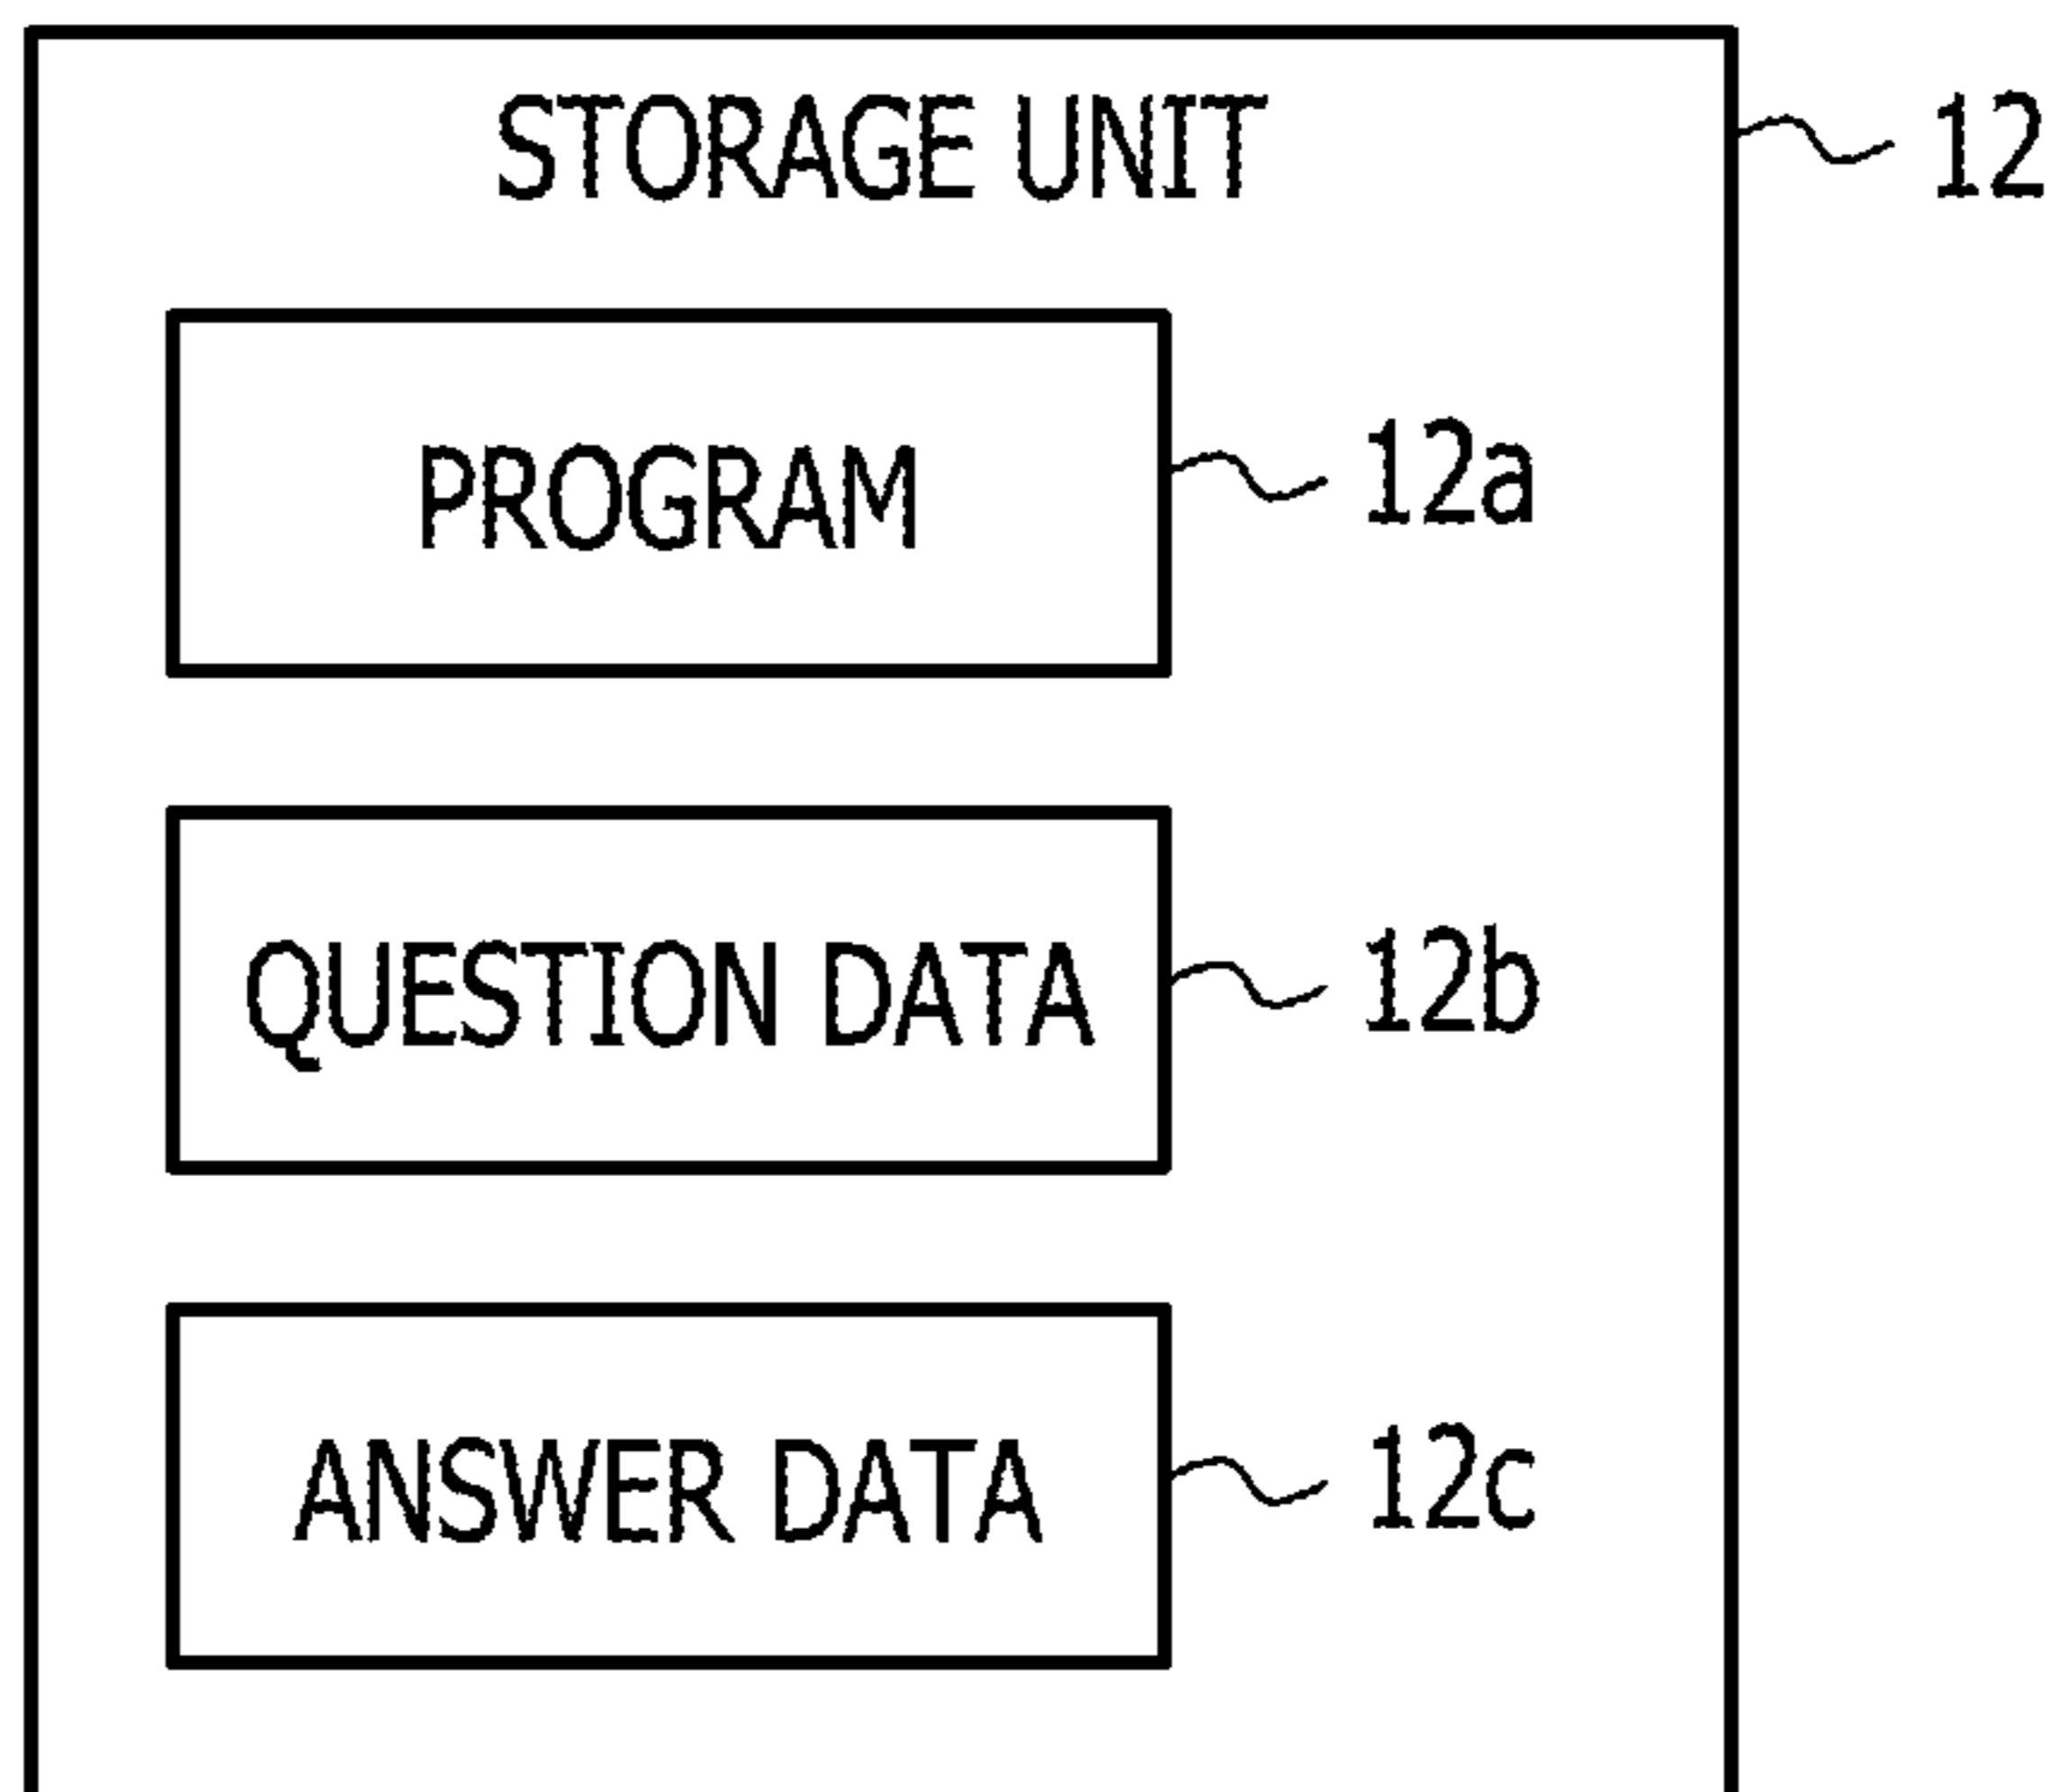 STORAGE UNIT
12
PROGRAM
12a
QUESTION DATA
12b
ANSWER DATA
12c